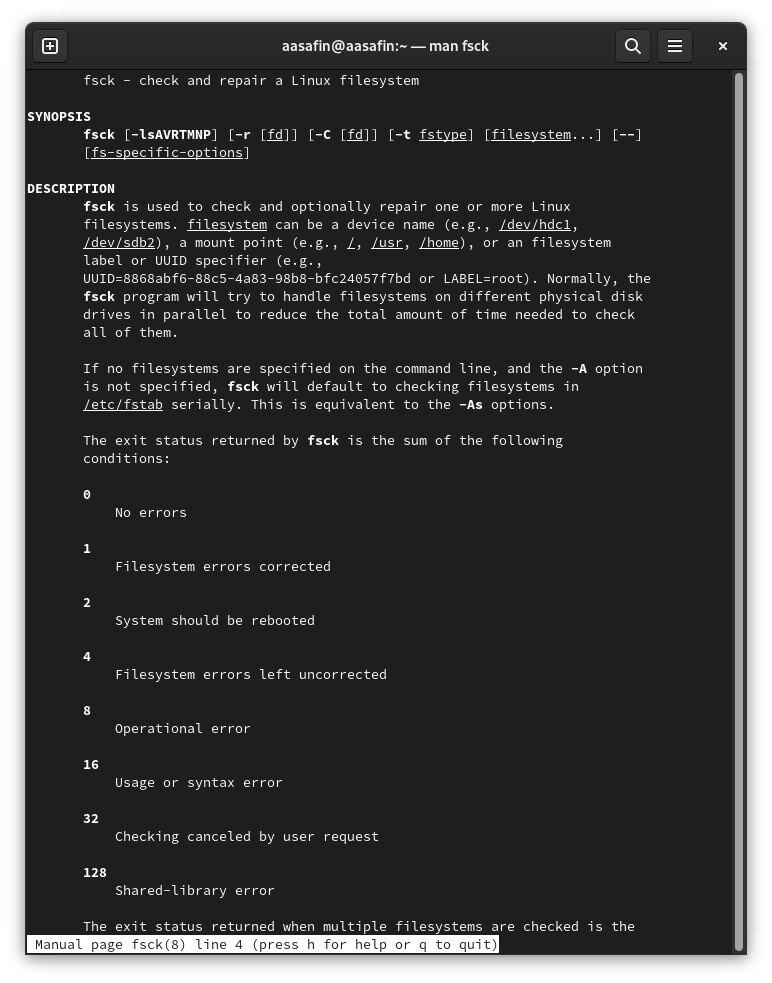 aasafin@aasafin:~ — man fsck
fsck - check and repair a Linux filesystem
SYNOPSIS
fsck [-lsAVRTMNP] [-r [fd]] [-C [fd]] [-t fstype] [filesystem...] [--]
[fs-specific-options]
DESCRIPTION
fsck is used to check and optionally repair one or more Linux
filesystems. filesystem can be a device name (e.g., /dev/hdc1,
/dev/sdb2), a mount point (e.g., /, /usr, /home), or an filesystem
label or UUID specifier (e.g.,
UUID=8868abf6-88c5-4a83-98b8-bfc24057f7bd or LABEL=root). Normally, the
fsck program will try to handle filesystems on different physical disk
drives in parallel to reduce the total amount of time needed to check
all of them.
If no filesystems are specified on the command line, and the -A option
is not specified, fsck will default to checking filesystems in
/etc/fstab serially. This is equivalent to the -As options.
The exit status returned by fsck is the sum of the following
conditions:
0
No errors
1
Filesystem errors corrected
2
System should be rebooted
4
Filesystem errors left uncorrected
8
Operational error
16
Usage or syntax error
32
Checking canceled by user request
128
Shared-library error
The exit status returned when multiple filesystems are checked is the
Manual page fsck(8) line 4 (press h for help or q to quit)